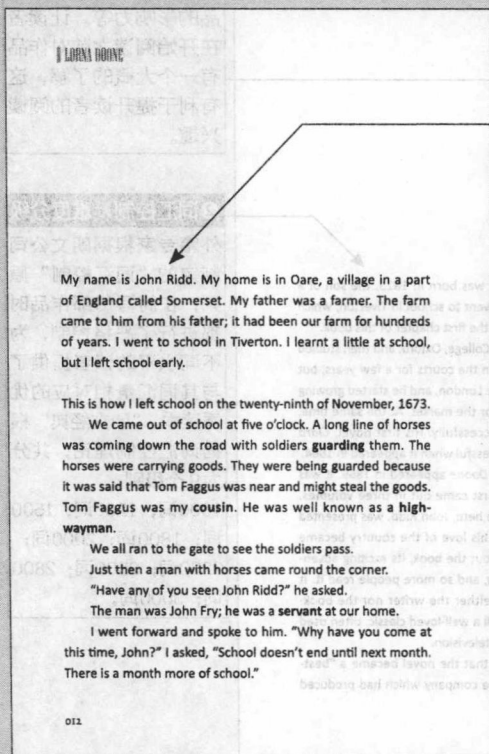 LORNA DOONE
My name is John Ridd. My home is in Oare, a village in a part
of England called Somerset. My father was a farmer. The farm
came to him from his father; it had been our farm for hundreds
of years. I went to school in Tiverton. I learnt a little at school,
but I left school early.
This is how I left school on the twenty-ninth of November, 1673.
We came out of school at five o'clock. A long line of horses
was coming down the road with soldiers guarding them. The
horses were carrying goods. They were being guarded because
it was said that Tom Faggus was near and might steal the goods.
Tom Faggus was my cousin. He was well known as a high-
wayman.
We all ran to the gate to see the soldiers pass.
Just then a man with horses came round the corner.
"Have any of you seen John Ridd?" he asked.
The man was John Fry; he was a servant at our home.
I went forward and spoke to him. "Why have you come at
this time, John?" I asked, "School doesn't end until next month.
There is a month more of school."
012